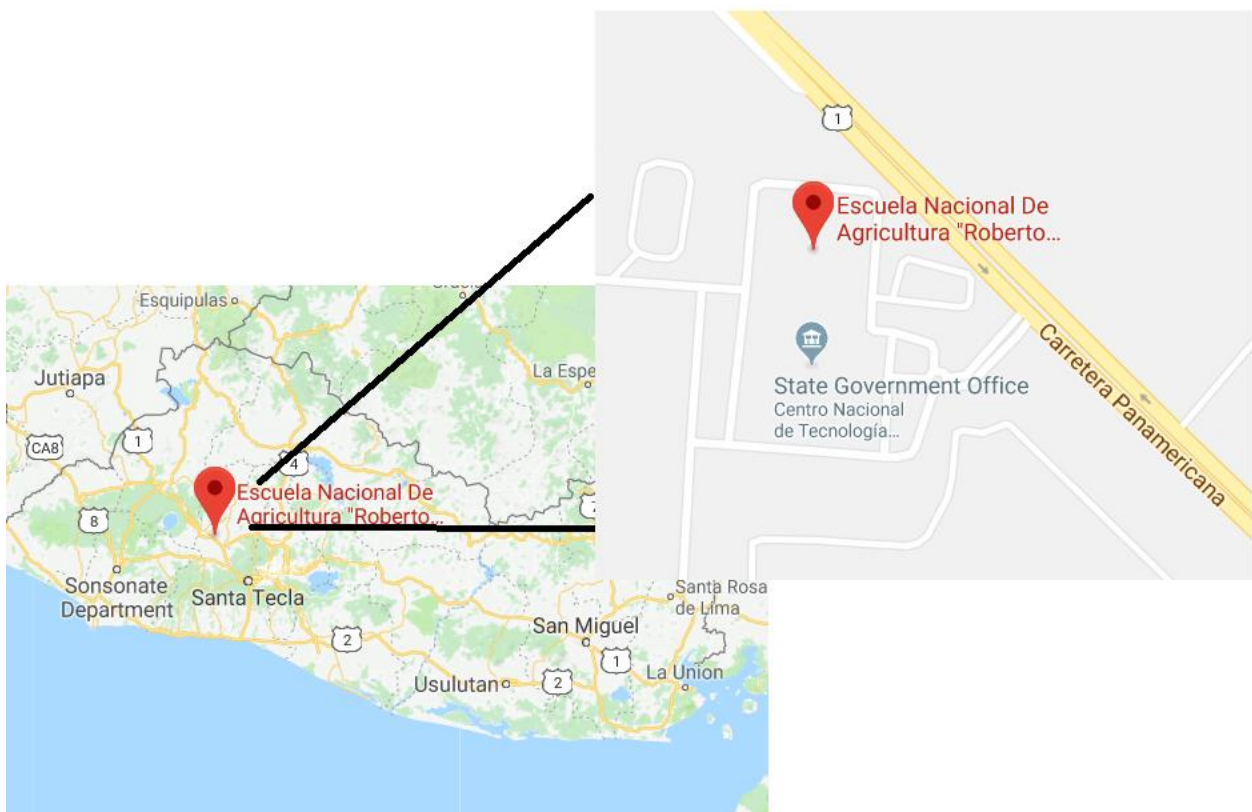 1
Escuela Nacional De
Agricultura "Roberto...
State Government Office
Centro Nacional
de Tecnología...
Carretera Panamericana
Esquipulas
La Espe
Jutiapa
CA8
1
4
Escuela Nacional De
Agricultura "Roberto...
8
Sonsonate
Department
Santa Tecla
Santa Rosa
de Lima
San Miguel
2
1
La Union
Usulutan
2